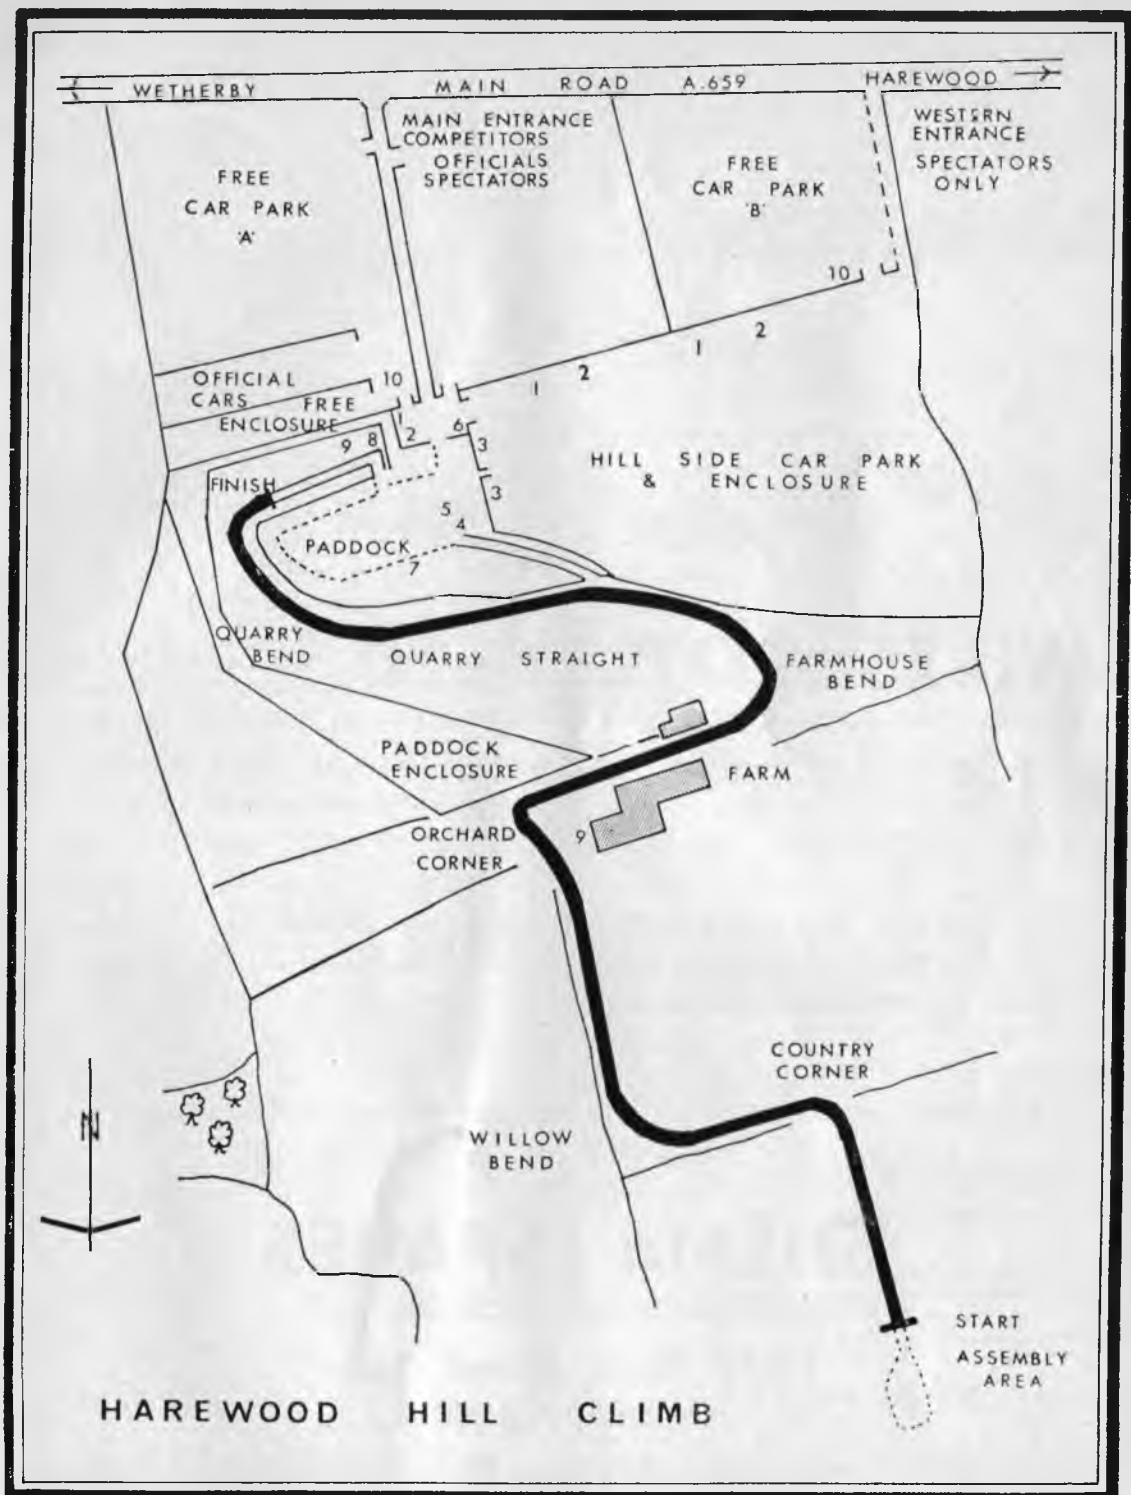 WETHERBY
MAIN ROAD A.659
HAREWOOD
MAIN ENTRANCE
COMPETITORS
OFFICIALS
SPECTATORS
WESTERN
ENTRANCE
SPECTATORS
ONLY
FREE
CAR PARK
'A'
FREE
CAR PARK
'B'
10
1
2
1
2
OFFICIAL
CARS
10
FREE
ENCLOSURE
1
2
6
3
9
8
3
HILL SIDE CAR PARK
& ENCLOSURE
FINISH
5
4
PADDOCK
7
QUARRY
BEND
QUARRY STRAIGHT
FARMHOUSE
BEND
PADDOCK
ENCLOSURE
FARM
ORCHARD
CORNER
9
COUNTRY
CORNER
N
WILLOW
BEND
START
ASSEMBLY
AREA
HAREWOOD HILL CLIMB